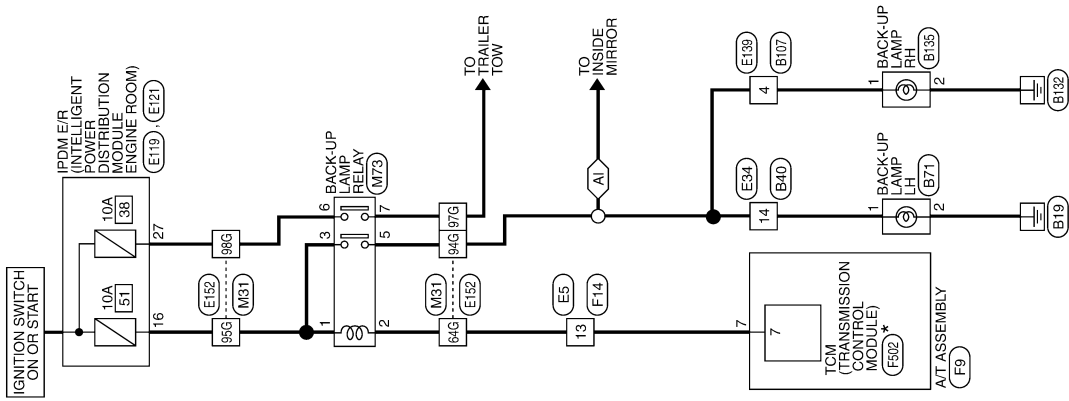 IGNITION SWITCH
ON OR START
IPDM E/R
(INTELLIGENT
POWER
DISTRIBUTION
MODULE
ENGINE ROOM)
E119 , E121
10A
51
10A
38
16
27
E152
M31
95G
98G
BACK-UP
LAMP
RELAY
M73
1
3
6
2
5
7
M31
E152
64G
94G
97G
TO
TRAILER
TOW
E5
F14
13
AI
TO
INSIDE
MIRROR
7
7
TCM
(TRANSMISSION
CONTROL
MODULE)
F502 *
A/T ASSEMBLY
F9
E34
B40
14
E139
B107
4
BACK-UP
LAMP
LH
B71
1
2
B19
BACK-UP
LAMP
RH
B135
1
2
B132